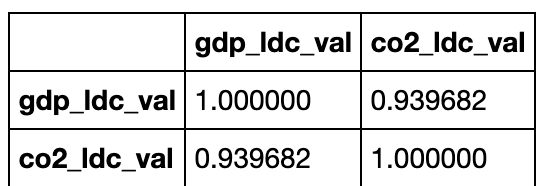 gdp_ldc_val co2_ldc_val
gdp_ldc_val 1.000000 0.939682
co2_ldc_val 0.939682 1.000000